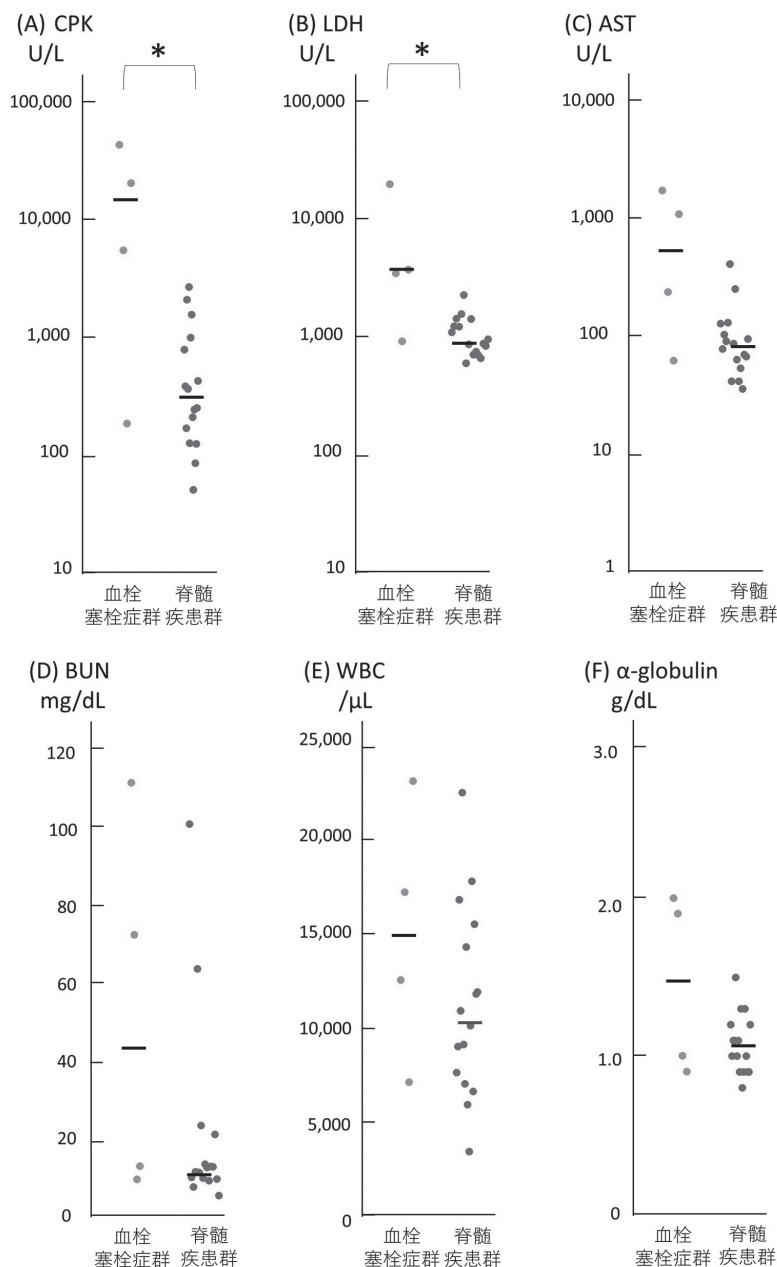 (A) CPK
U/L
*
100,000
10,000
1,000
100
10
血栓
塞栓症群
脊髄
疾患群
(B) LDH
U/L
*
100,000
10,000
1,000
100
10
血栓
塞栓症群
脊髄
疾患群
(C) AST
U/L
10,000
1,000
100
10
1
血栓
塞栓症群
脊髄
疾患群
(D) BUN
mg/dL
120
100
80
60
40
20
0
血栓
塞栓症群
脊髄
疾患群
(E) WBC
/μL
25,000
20,000
15,000
10,000
5,000
0
血栓
塞栓症群
脊髄
疾患群
(F) α-globulin
g/dL
3.0
2.0
1.0
0
血栓
塞栓症群
脊髄
疾患群